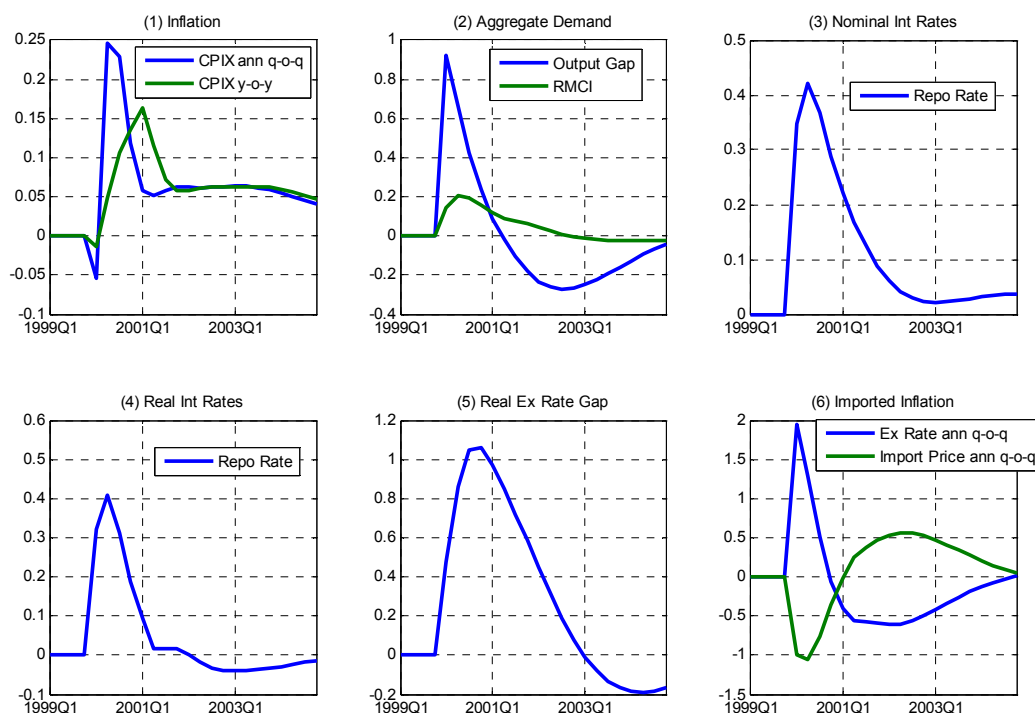 (1) Inflation
0.25
0.2
0.15
0.1
0.05
0
-0.05
-0.1
1999Q1
2001Q1
2003Q1
CPIX ann q-o-q
CPIX y-o-y
(2) Aggregate Demand
1
0.8
0.6
0.4
0.2
0
-0.2
-0.4
1999Q1
2001Q1
2003Q1
Output Gap
RMCI
(3) Nominal Int Rates
0.5
0.4
0.3
0.2
0.1
0
1999Q1
2001Q1
2003Q1
Repo Rate
(4) Real Int Rates
0.6
0.5
0.4
0.3
0.2
0.1
0
-0.1
1999Q1
2001Q1
2003Q1
Repo Rate
(5) Real Ex Rate Gap
1.2
1
0.8
0.6
0.4
0.2
0
-0.2
1999Q1
2001Q1
2003Q1
(6) Imported Inflation
2
1.5
1
0.5
0
-0.5
-1
-1.5
1999Q1
2001Q1
2003Q1
Ex Rate ann q-o-q
Import Price ann q-o-q